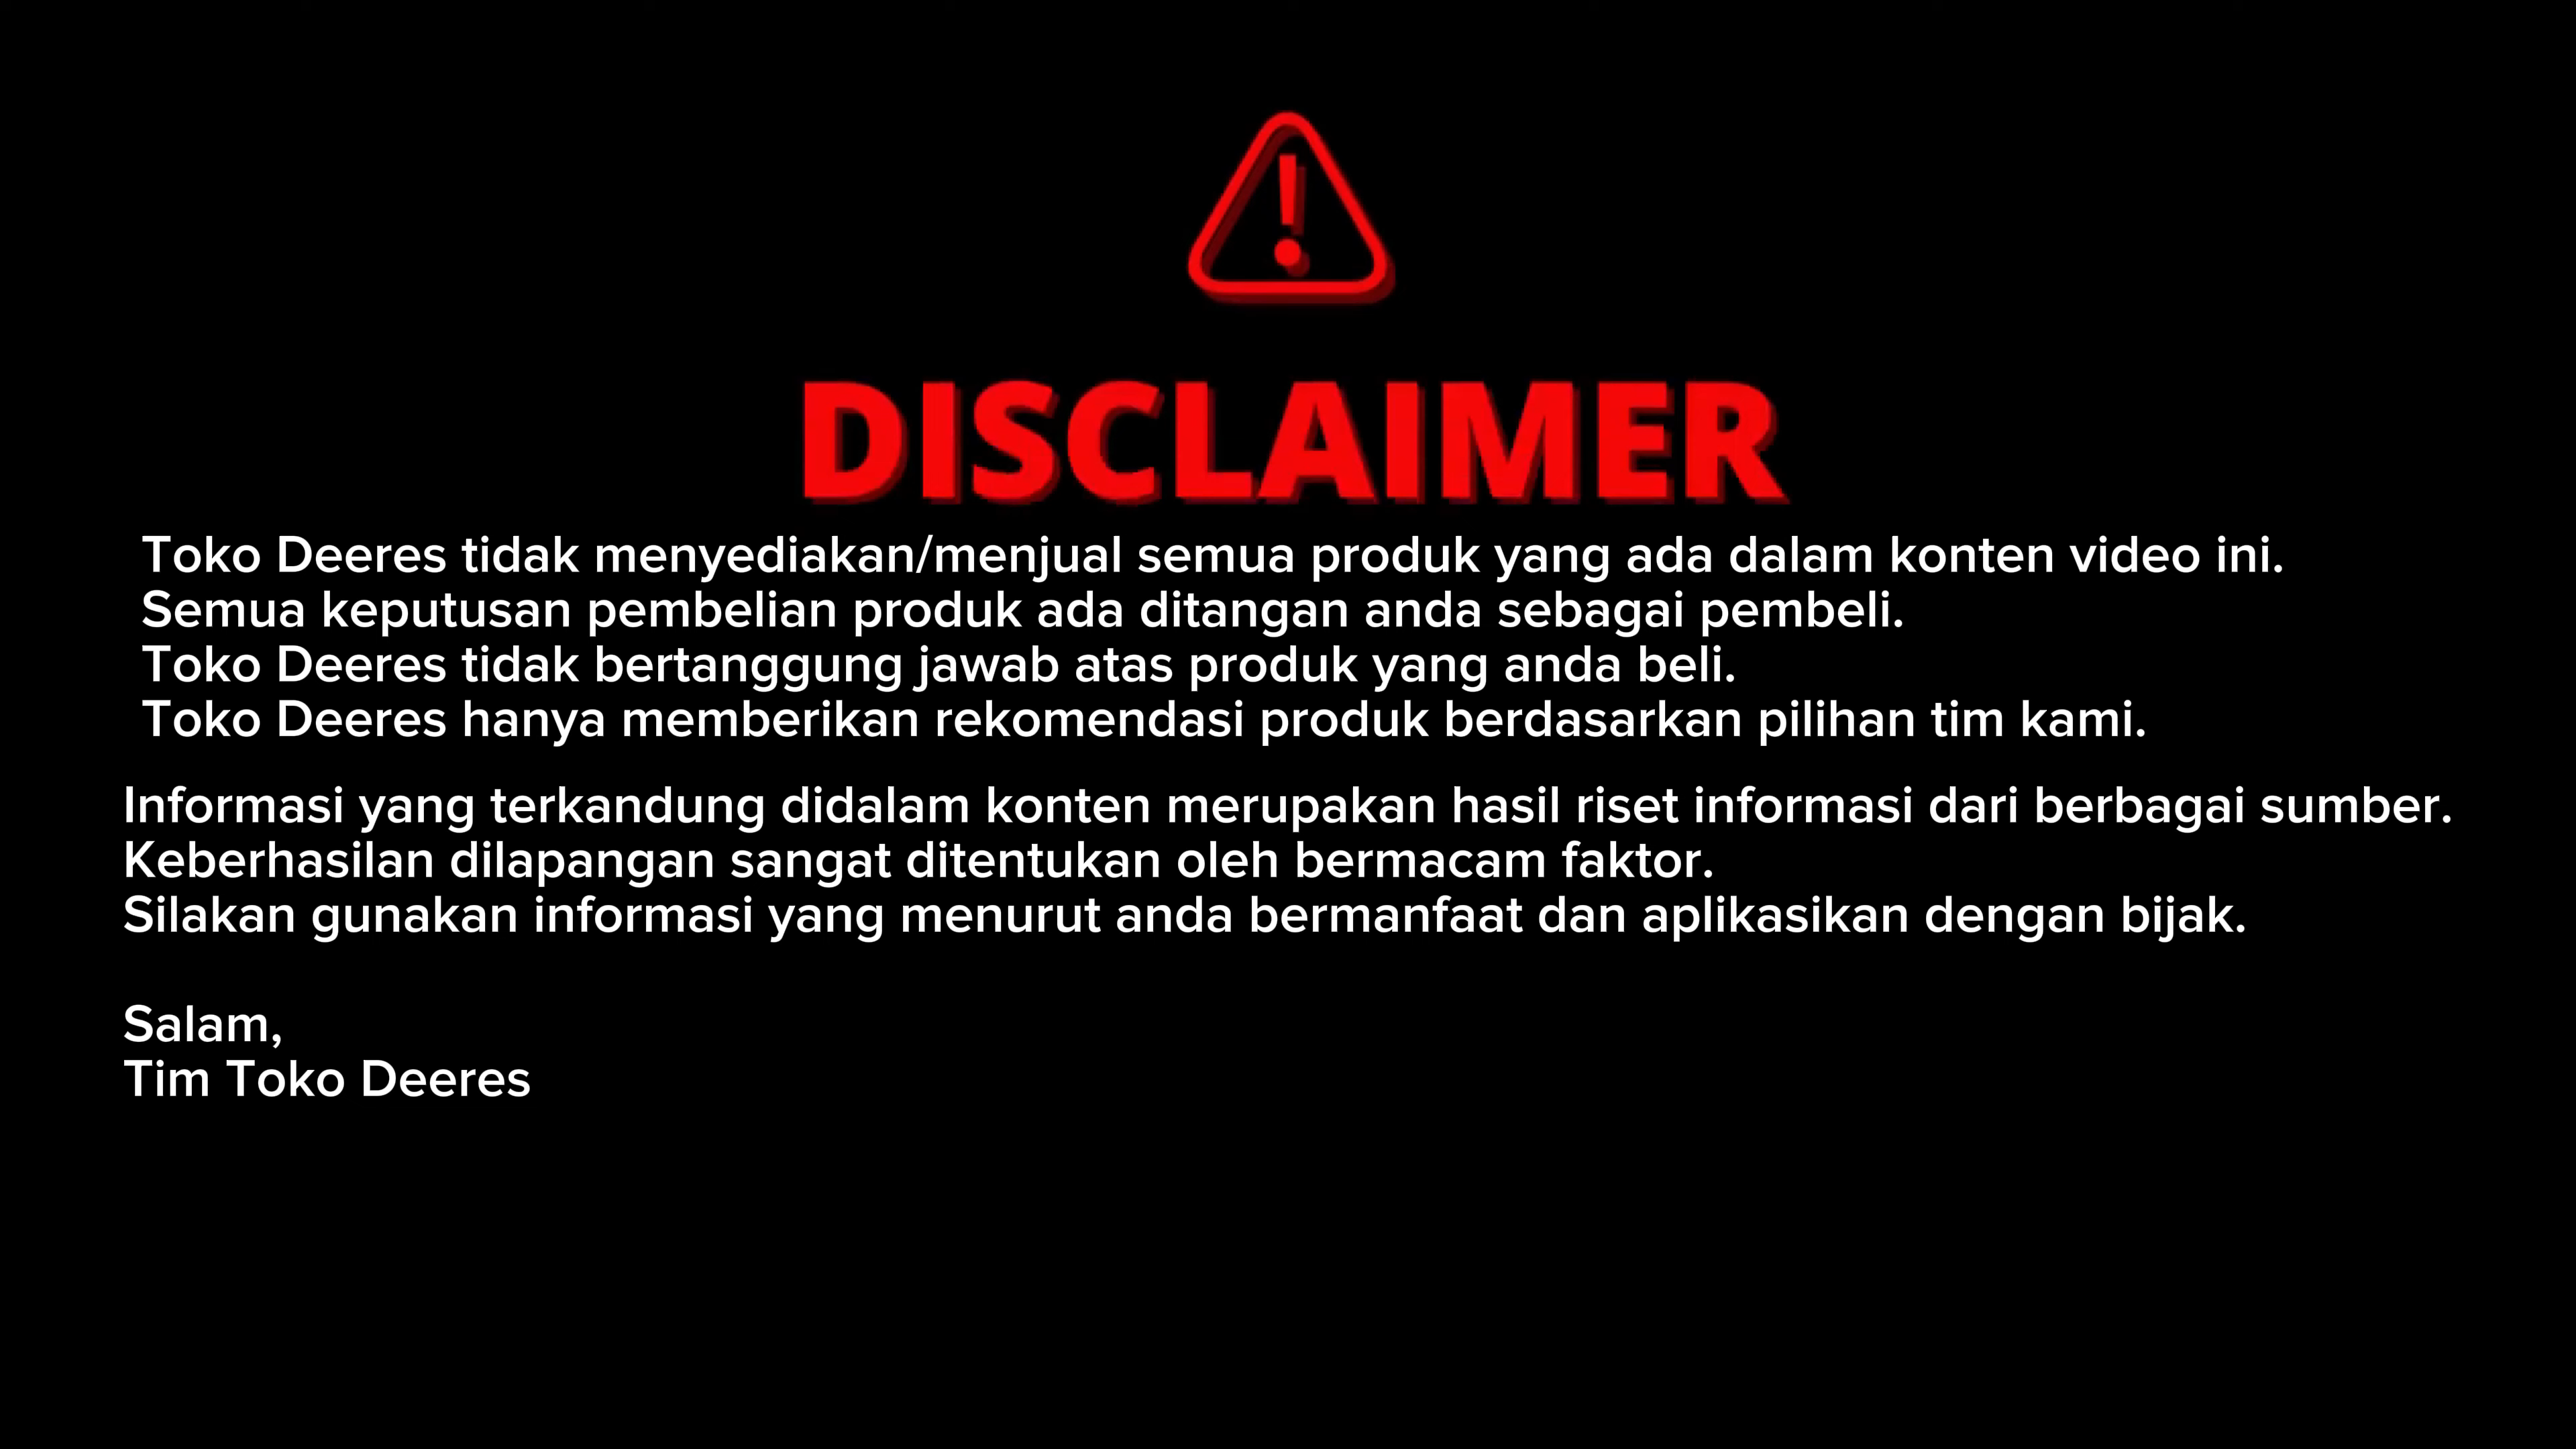 DISCLAIMER
Toko Deeres tidak menyediakan/menjual semua produk yang ada dalam konten video ini.
Semua keputusan pembelian produk ada ditangan anda sebagai pembeli.
Toko Deeres tidak bertanggung jawab atas produk yang anda beli.
Toko Deeres hanya memberikan rekomendasi produk berdasarkan pilihan tim kami.
Informasi yang terkandung didalam konten merupakan hasil riset informasi dari berbagai sumber.
Keberhasilan dilapangan sangat ditentukan oleh bermacam faktor.
Silakan gunakan informasi yang menurut anda bermanfaat dan aplikasikan dengan bijak.
Salam,
Tim Toko Deeres